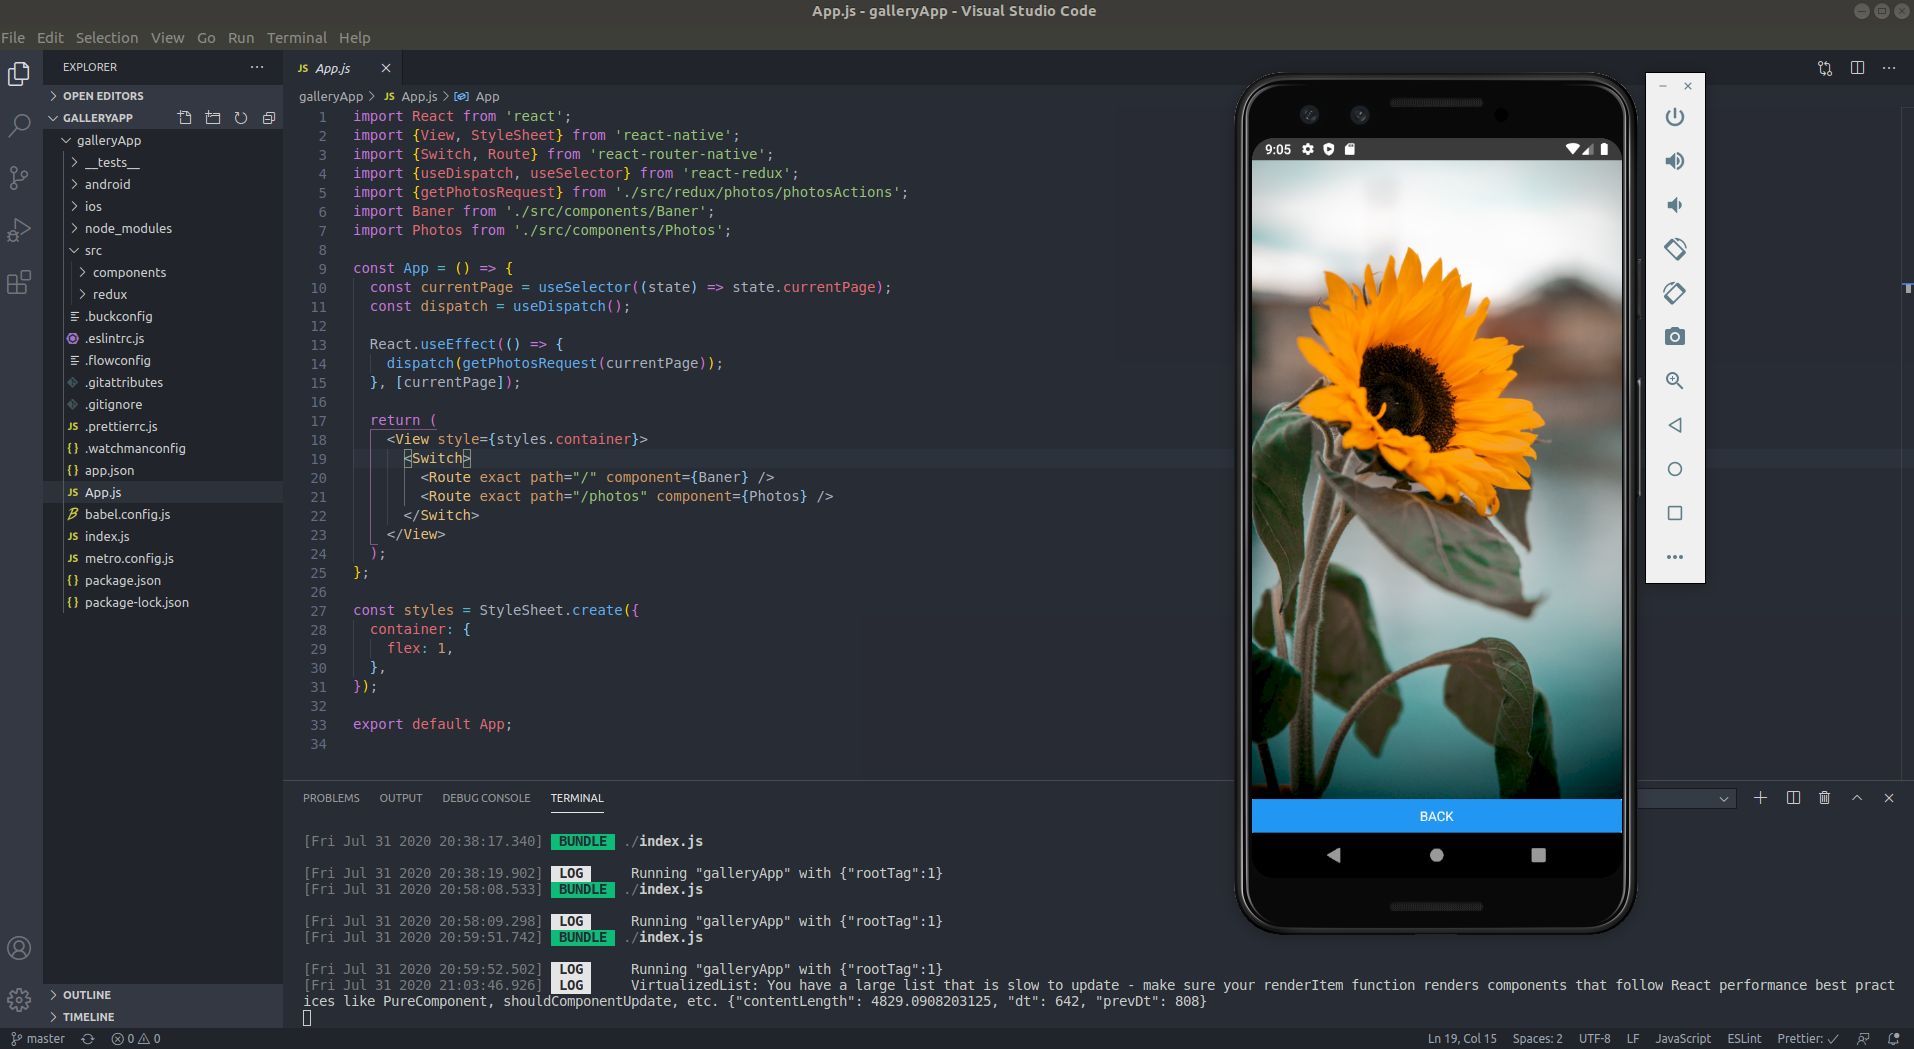 App.js - galleryApp - Visual Studio Code
File Edit Selection View Go Run Terminal Help
EXPLORER
OPEN EDITORS
GALLERYAPP
galleryApp
__tests__
android
ios
node_modules
src
components
redux
.buckconfig
.eslintrc.js
.flowconfig
.gitattributes
.gitignore
JS .prettierrc.js
{} .watchmanconfig
{} app.json
JS App.js
babel.config.js
JS index.js
JS metro.config.js
{} package.json
{} package-lock.json
OUTLINE
TIMELINE
JS App.js
galleryApp > JS App.js > App
1 import React from 'react';
2 import {View, StyleSheet} from 'react-native';
3 import {Switch, Route} from 'react-router-native';
4 import {useDispatch, useSelector} from 'react-redux';
5 import {getPhotosRequest} from './src/redux/photos/photosActions';
6 import Baner from './src/components/Baner';
7 import Photos from './src/components/Photos';
8
9 const App = () => {
10 const currentPage = useSelector((state) => state.currentPage);
11 const dispatch = useDispatch();
12
13 React.useEffect(() => {
14 dispatch(getPhotosRequest(currentPage));
15 }, [currentPage]);
16
17 return (
18 <View style={styles.container}>
19 <Switch>
20 <Route exact path="/" component={Baner} />
21 <Route exact path="/photos" component={Photos} />
22 </Switch>
23 </View>
24 );
25 };
26
27 const styles = StyleSheet.create({
28 container: {
29 flex: 1,
30 },
31 });
32
33 export default App;
34
9:05
BACK
PROBLEMS OUTPUT DEBUG CONSOLE TERMINAL
[Fri Jul 31 2020 20:38:17.340] BUNDLE ./index.js
[Fri Jul 31 2020 20:38:19.902] LOG Running "galleryApp" with {"rootTag":1}
[Fri Jul 31 2020 20:58:08.533] BUNDLE ./index.js
[Fri Jul 31 2020 20:58:09.298] LOG Running "galleryApp" with {"rootTag":1}
[Fri Jul 31 2020 20:59:51.742] BUNDLE ./index.js
[Fri Jul 31 2020 20:59:52.502] LOG Running "galleryApp" with {"rootTag":1}
[Fri Jul 31 2020 21:03:46.926] LOG VirtualizedList: You have a large list that is slow to update - make sure your renderItem function renders components that follow React performance best pract
ices like PureComponent, shouldComponentUpdate, etc. {"contentLength": 4829.0908203125, "dt": 642, "prevDt": 808}
master 0 0 Ln 19, Col 15 Spaces: 2 UTF-8 LF JavaScript ESLint Prettier: ✓